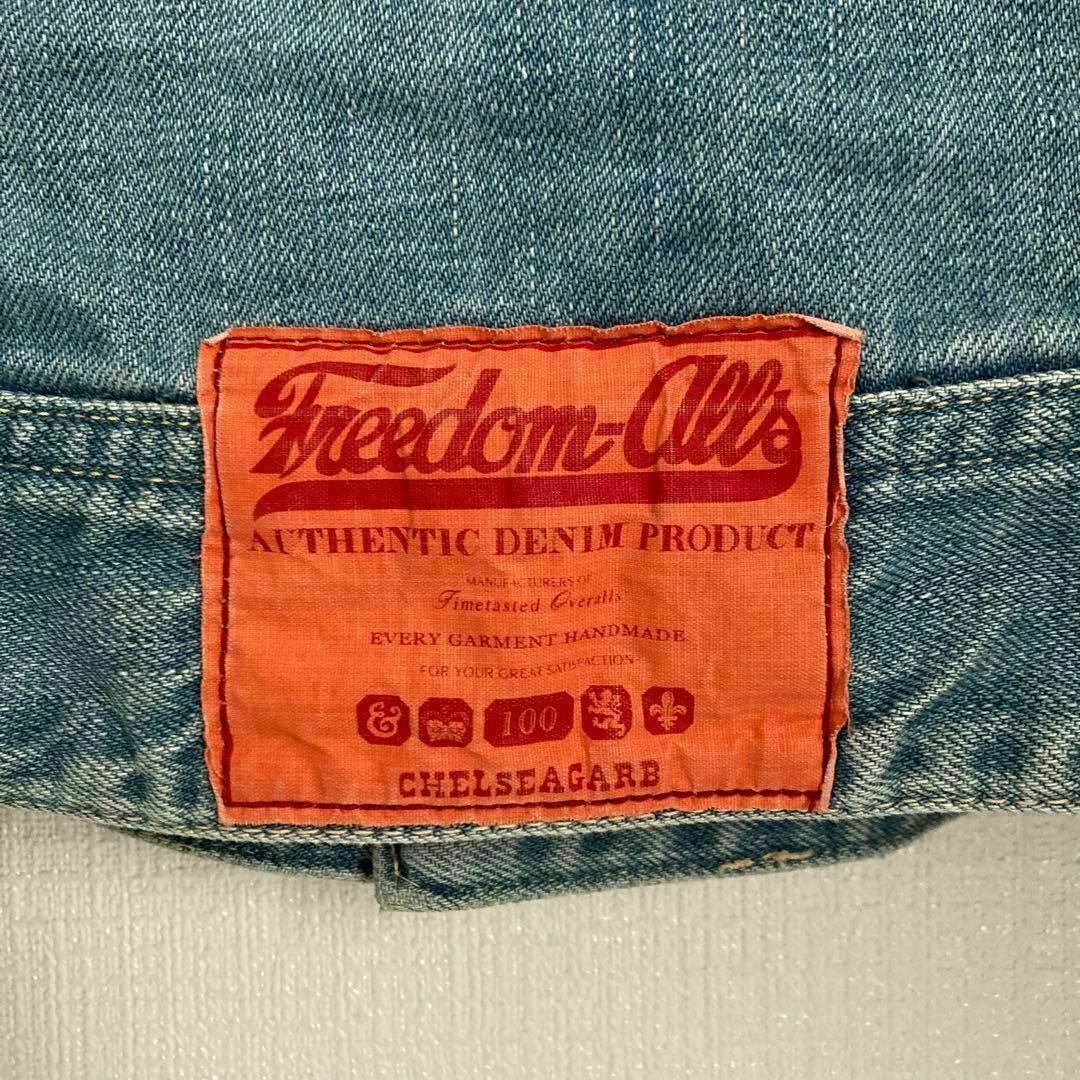 Freedom-All's
AUTHENTIC DENIM PRODUCT
MANUFACTURERS OF
Timetasted Overalls
EVERY GARMENT HANDMADE
FOR YOUR GREAT SATISFACTION
& 100
CHELSEAGARB